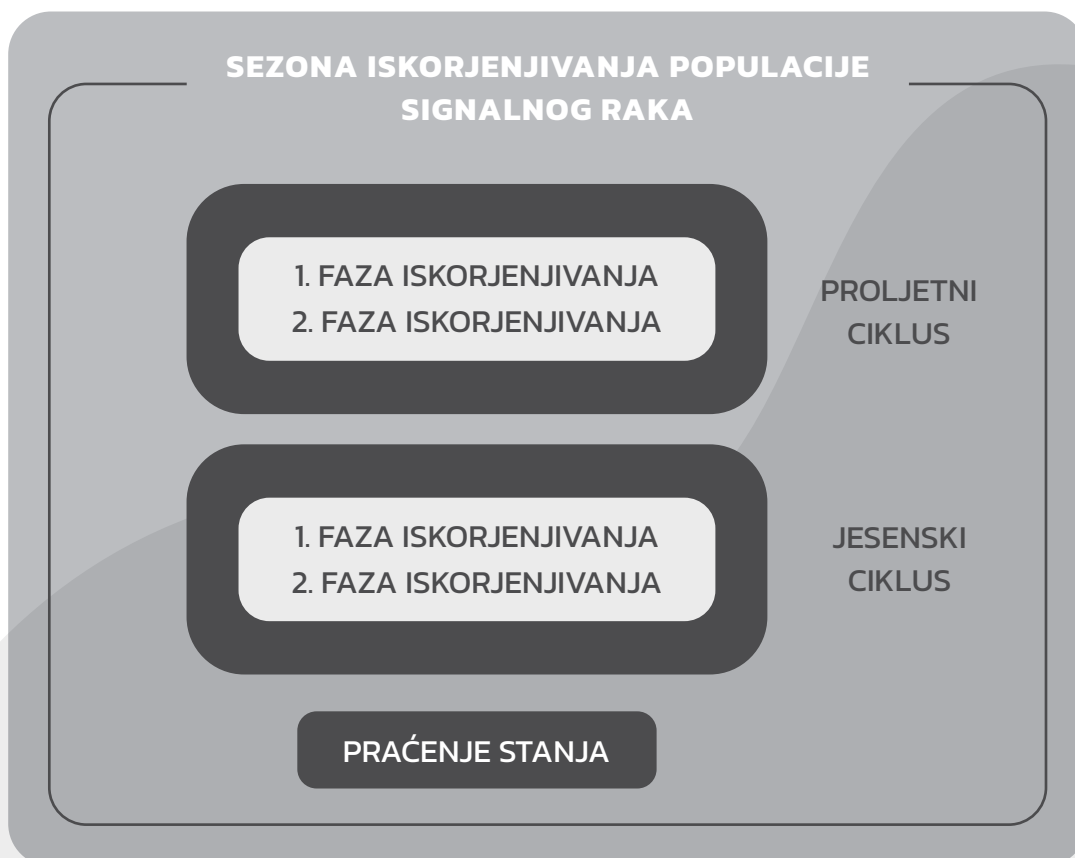 SEZONA ISKORJENJIVANJA POPULACIJE
SIGNALNOG RAKA
1. FAZA ISKORJENJIVANJA
2. FAZA ISKORJENJIVANJA
PROLJETNI
CIKLUS
1. FAZA ISKORJENJIVANJA
2. FAZA ISKORJENJIVANJA
JESENSKI
CIKLUS
PRAĆENJE STANJA